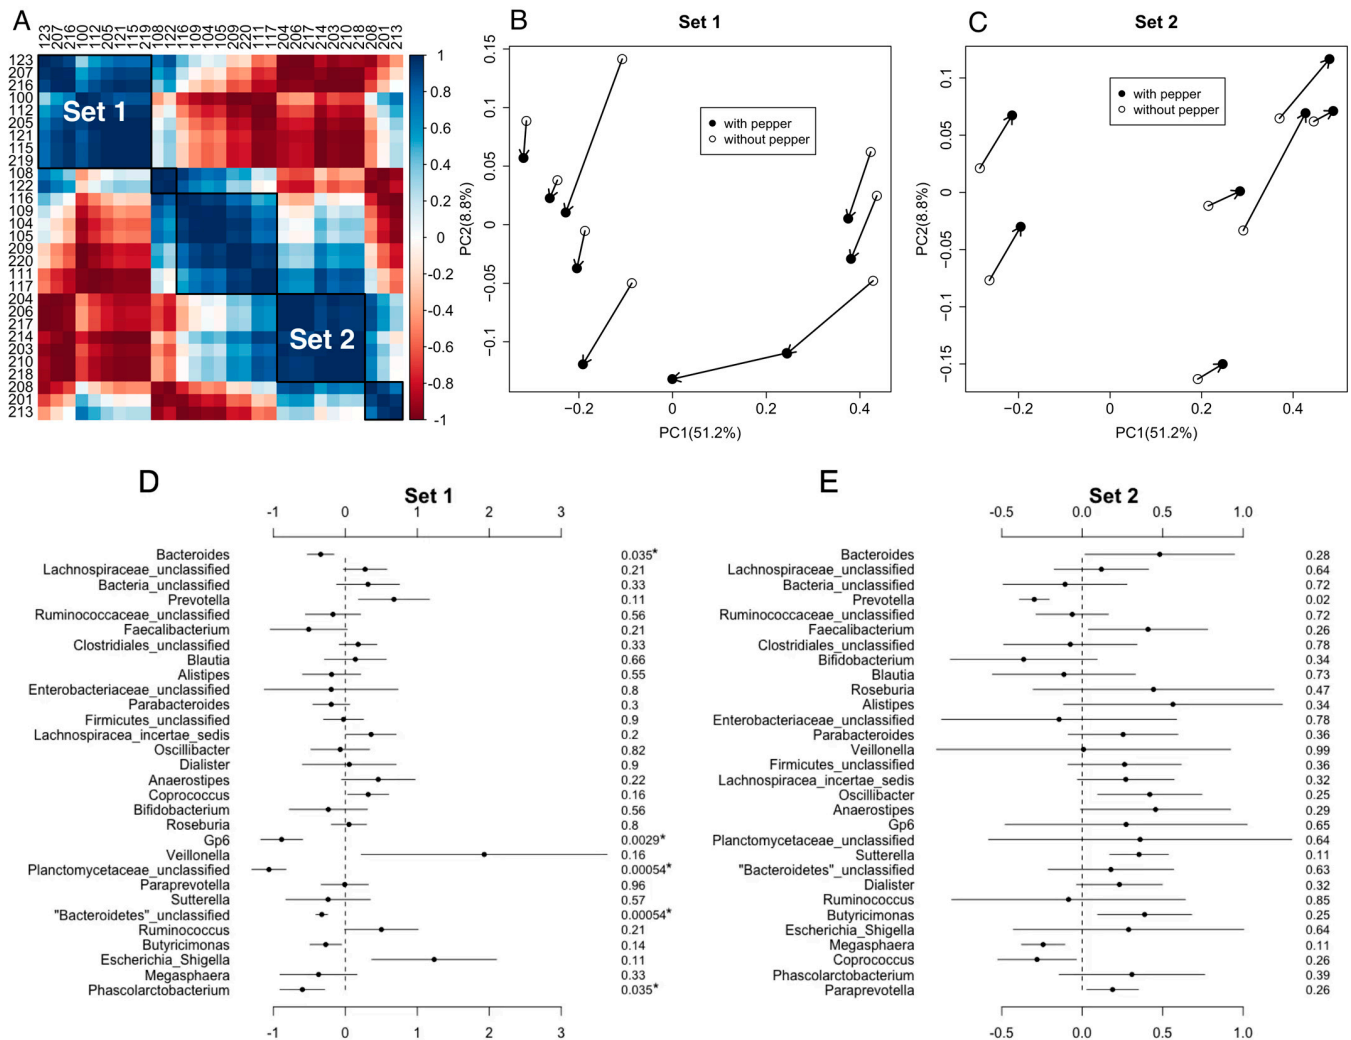 A
123 207 216 100 112 205 121 115 219 108 122 116 109 104 105 209 220 111 117 204 206 217 214 203 210 218 208 201 213
123
207
216
100
112
205
121
115
219
108
122
116
109
104
105
209
220
111
117
204
206
217
214
203
210
218
208
201
213
Set 1
Set 2
1
0.8
0.6
0.4
0.2
0
-0.2
-0.4
-0.6
-0.8
-1
B
Set 1
with pepper
without pepper
PC2(8.8%)
0.15
0.1
0.05
0
−0.05
−0.1
−0.2 0 0.2 0.4
PC1(51.2%)
C
Set 2
with pepper
without pepper
PC2(8.8%)
0.1
0.05
0
−0.05
−0.1
−0.15
−0.2 0 0.2 0.4
PC1(51.2%)
D
Set 1
-1 0 1 2 3
Bacteroides 0.035*
Lachnospiraceae_unclassified 0.21
Bacteria_unclassified 0.33
Prevotella 0.11
Ruminococcaceae_unclassified 0.56
Faecalibacterium 0.21
Clostridiales_unclassified 0.33
Blautia 0.66
Alistipes 0.55
Enterobacteriaceae_unclassified 0.8
Parabacteroides 0.3
Firmicutes_unclassified 0.9
Lachnospiracea_incertae_sedis 0.2
Oscillibacter 0.82
Dialister 0.9
Anaerostipes 0.22
Coprococcus 0.16
Bifidobacterium 0.56
Roseburia 0.8
Gp6 0.0029*
Veillonella 0.16
Planctomycetaceae_unclassified 0.00054*
Paraprevotella 0.96
Sutterella 0.57
"Bacteroidetes"_unclassified 0.00054*
Ruminococcus 0.21
Butyricimonas 0.14
Escherichia_Shigella 0.11
Megasphaera 0.33
Phascolarctobacterium 0.035*
-1 0 1 2 3
E
Set 2
-0.5 0.0 0.5 1.0
Bacteroides 0.28
Lachnospiraceae_unclassified 0.64
Bacteria_unclassified 0.72
Prevotella 0.02
Ruminococcaceae_unclassified 0.72
Faecalibacterium 0.26
Clostridiales_unclassified 0.78
Bifidobacterium 0.34
Blautia 0.73
Roseburia 0.47
Alistipes 0.34
Enterobacteriaceae_unclassified 0.78
Parabacteroides 0.36
Veillonella 0.99
Firmicutes_unclassified 0.36
Lachnospiracea_incertae_sedis 0.32
Oscillibacter 0.25
Anaerostipes 0.29
Gp6 0.65
Planctomycetaceae_unclassified 0.64
Sutterella 0.11
"Bacteroidetes"_unclassified 0.63
Dialister 0.32
Ruminococcus 0.85
Butyricimonas 0.25
Escherichia_Shigella 0.64
Megasphaera 0.11
Coprococcus 0.26
Phascolarctobacterium 0.39
Paraprevotella 0.26
-0.5 0.0 0.5 1.0